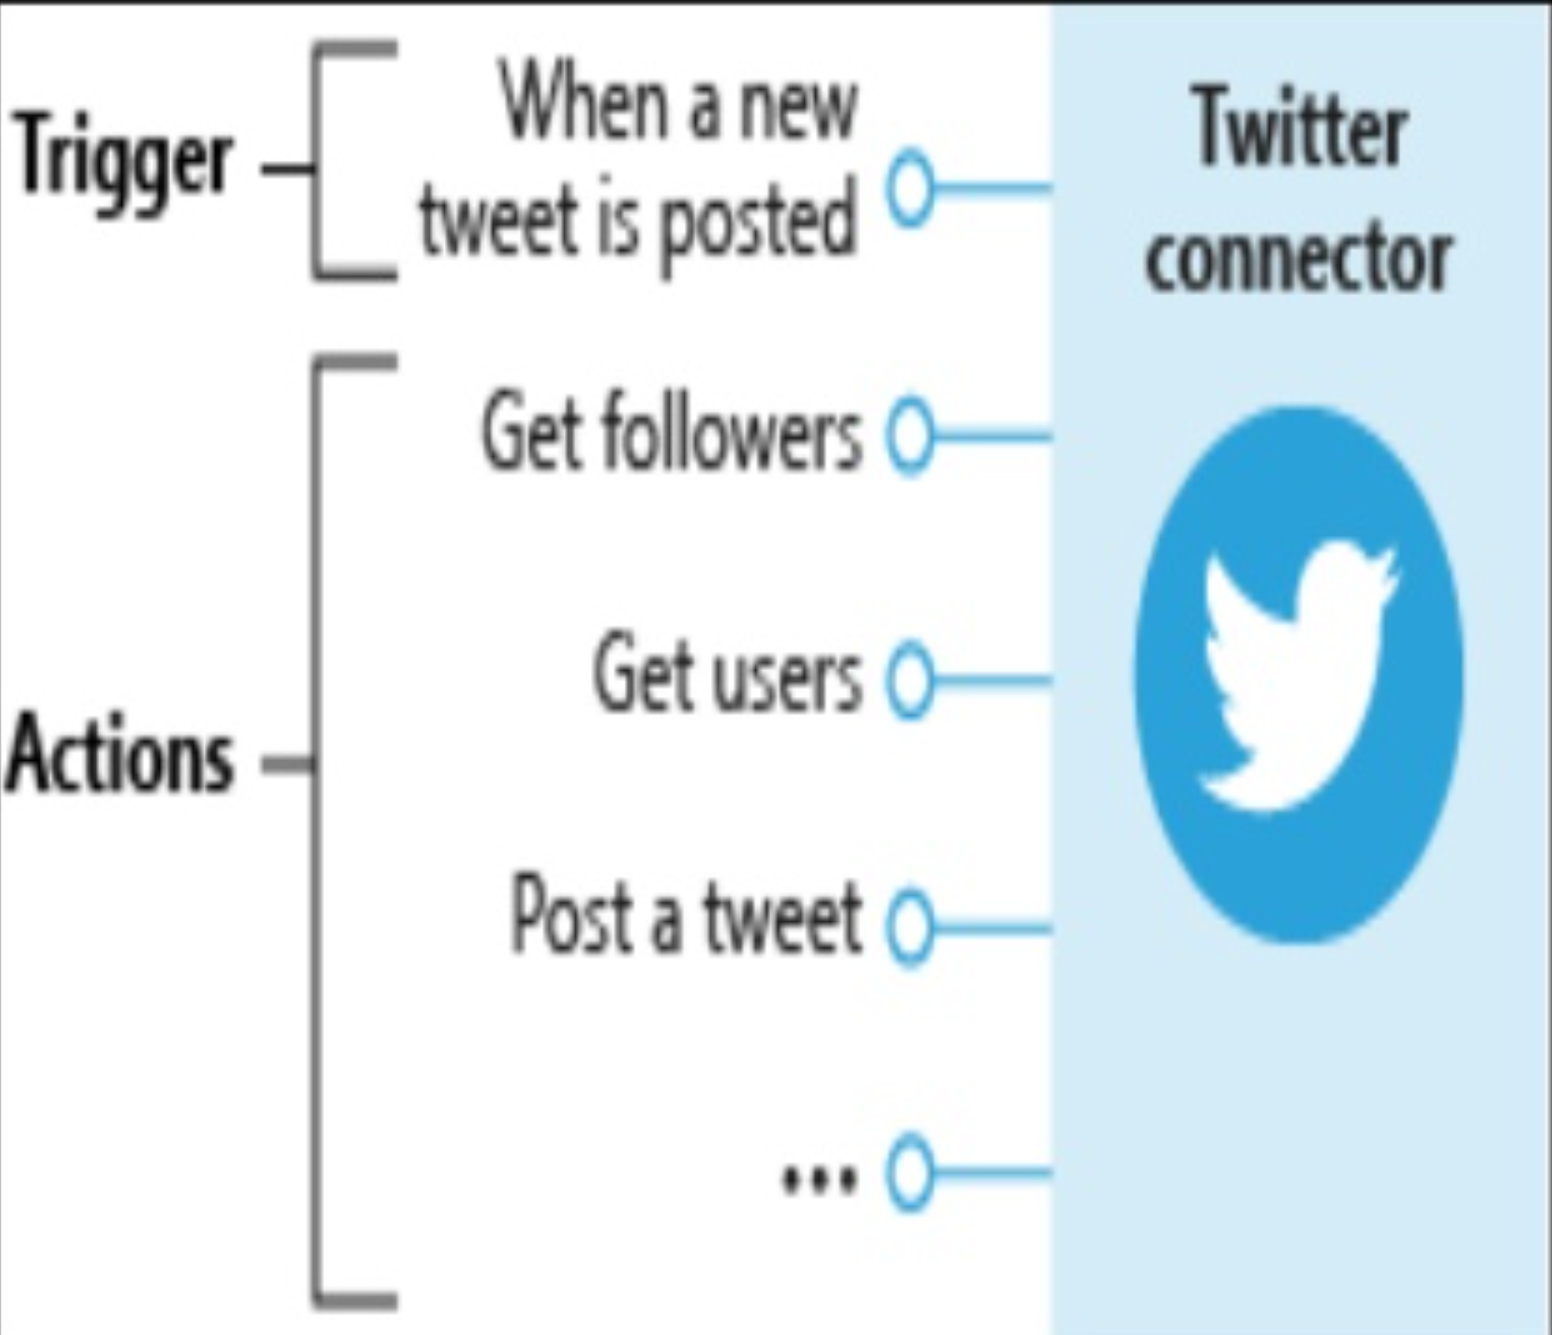 Trigger
When a new
tweet is posted
Actions
Get followers
Get users
Post a tweet
...
Twitter
connector